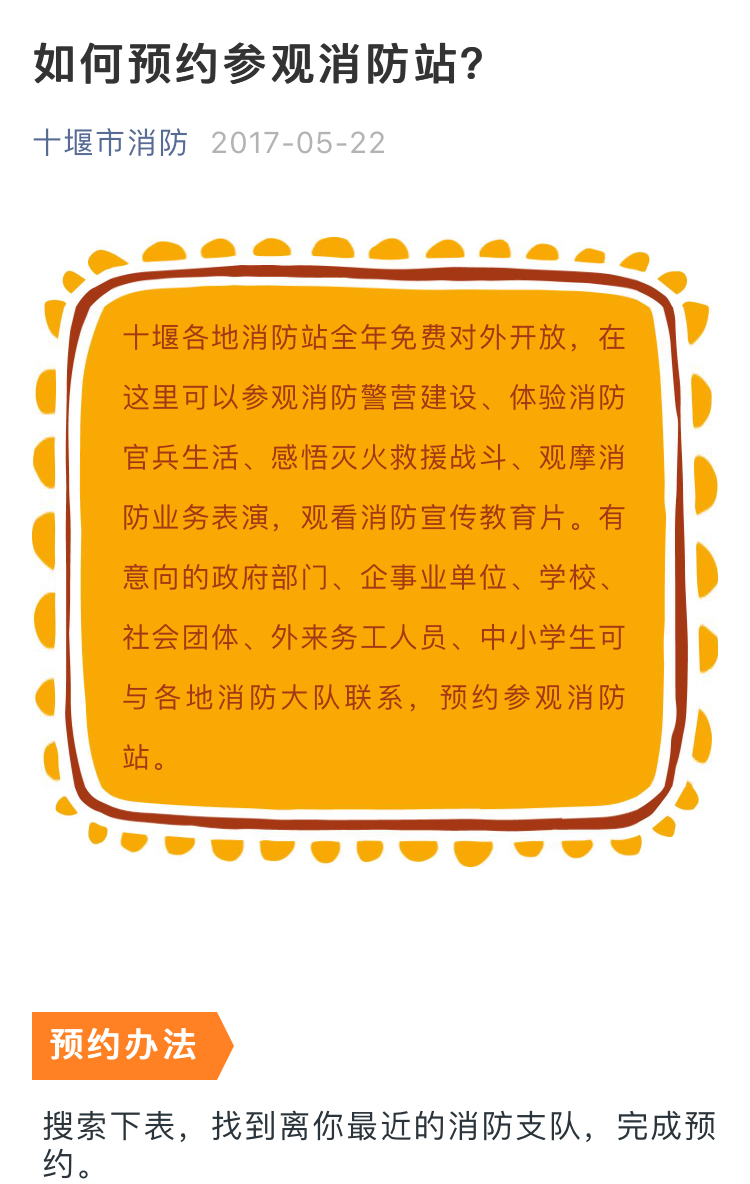 如何预约参观消防站?
十堰市消防 2017-05-22
十堰各地消防站全年免费对外开放，在
这里可以参观消防警营建设、体验消防
官兵生活、感悟灭火救援战斗、观摩消
防业务表演，观看消防宣传教育片。有
意向的政府部门、企事业单位、学校、
社会团体、外来务工人员、中小学生可
与各地消防大队联系，预约参观消防
站。
预约办法
搜索下表，找到离你最近的消防支队，完成预
约。